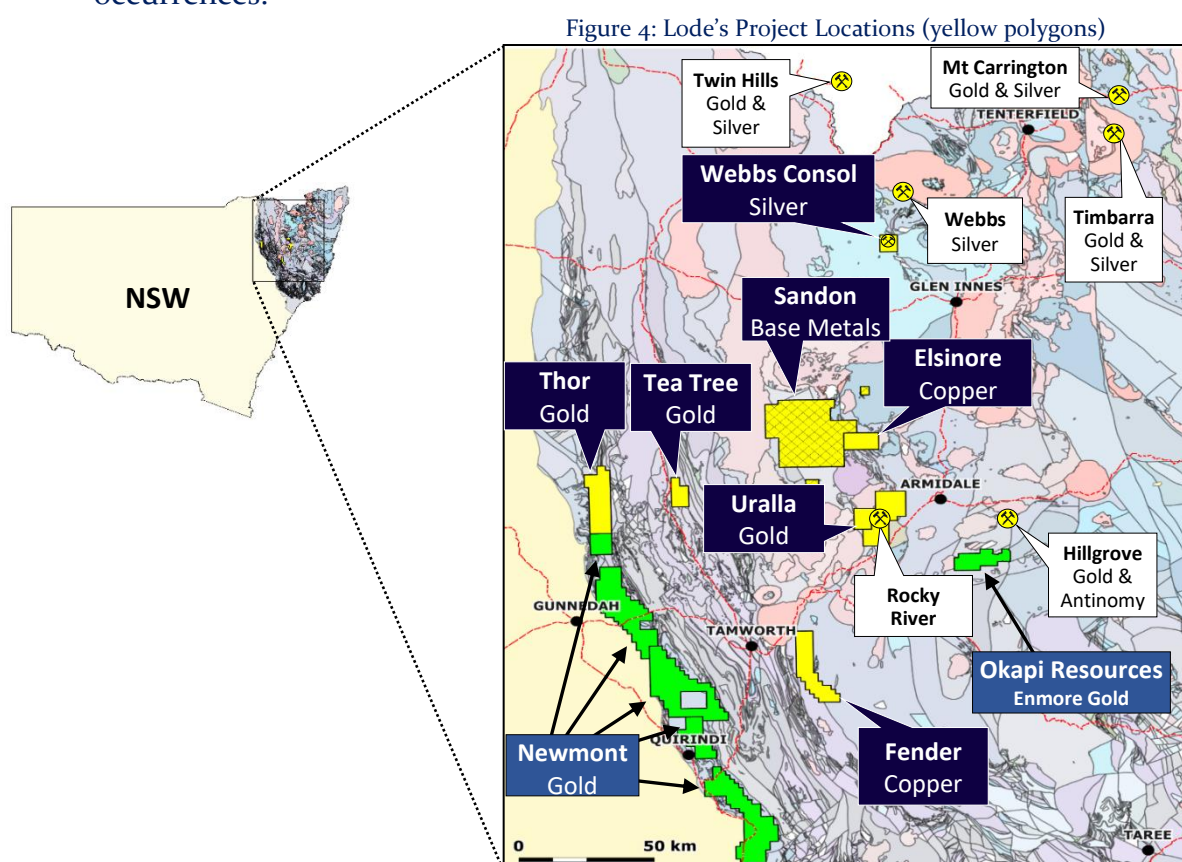 occurrences.
Figure 4: Lode's Project Locations (yellow polygons)
Twin Hills
Gold &
Silver
Mt Carrington
Gold & Silver
TENTERFIELD
Webbs Consol
Silver
Webbs
Silver
Timbarra
Gold &
Silver
NSW
GLEN INNES
Sandon
Base Metals
Elsinore
Copper
Thor
Gold
Tea Tree
Gold
Uralla
Gold
ARMIDALE
Hillgrove
Gold &
Antinomy
Rocky
River
GUNNEDAH
TAMWORTH
Okapi Resources
Enmore Gold
Newmont
Gold
QUIRINDI
Fender
Copper
TAREE
0 50 km